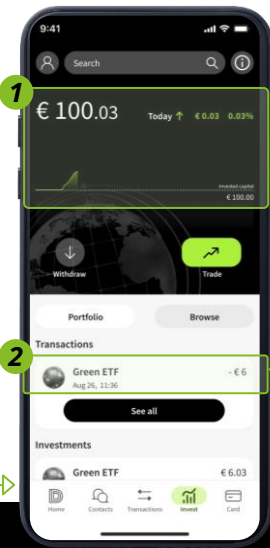 9:41
Search
1
€ 100.03 Today ↑ € 0.03 0.03%
Invested capital
€ 100.00
Withdraw Trade
Portfolio Browse
Transactions
2
Green ETF - € 6
Aug 26, 11:36
See all
Investments
Green ETF € 6.03
Home Contacts Transactions Invest Card